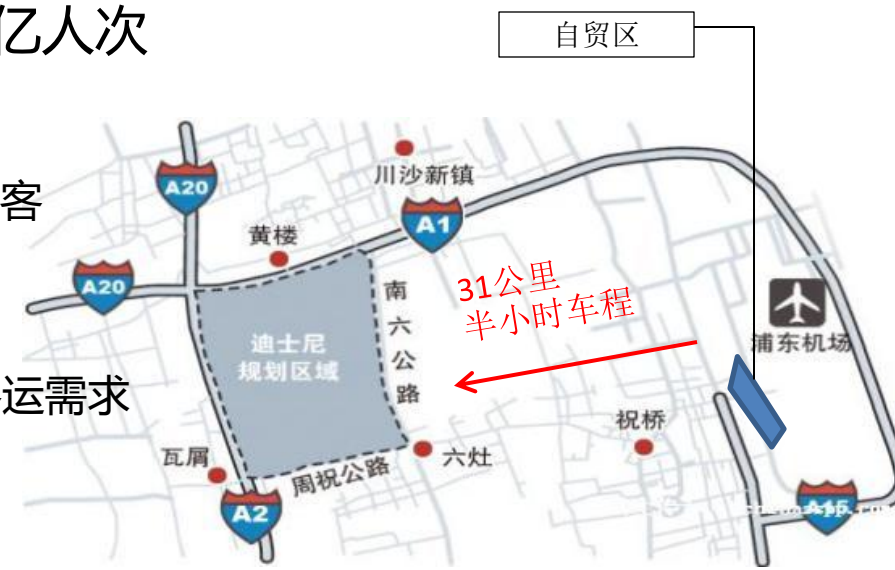 亿人次
自贸区
客
川沙新镇
A20
A1
黄楼
A20
南六公路
31公里
半小时车程
浦东机场
迪士尼
规划区域
运需求
祝桥
瓦屑
六灶
周祝公路
A2
A15